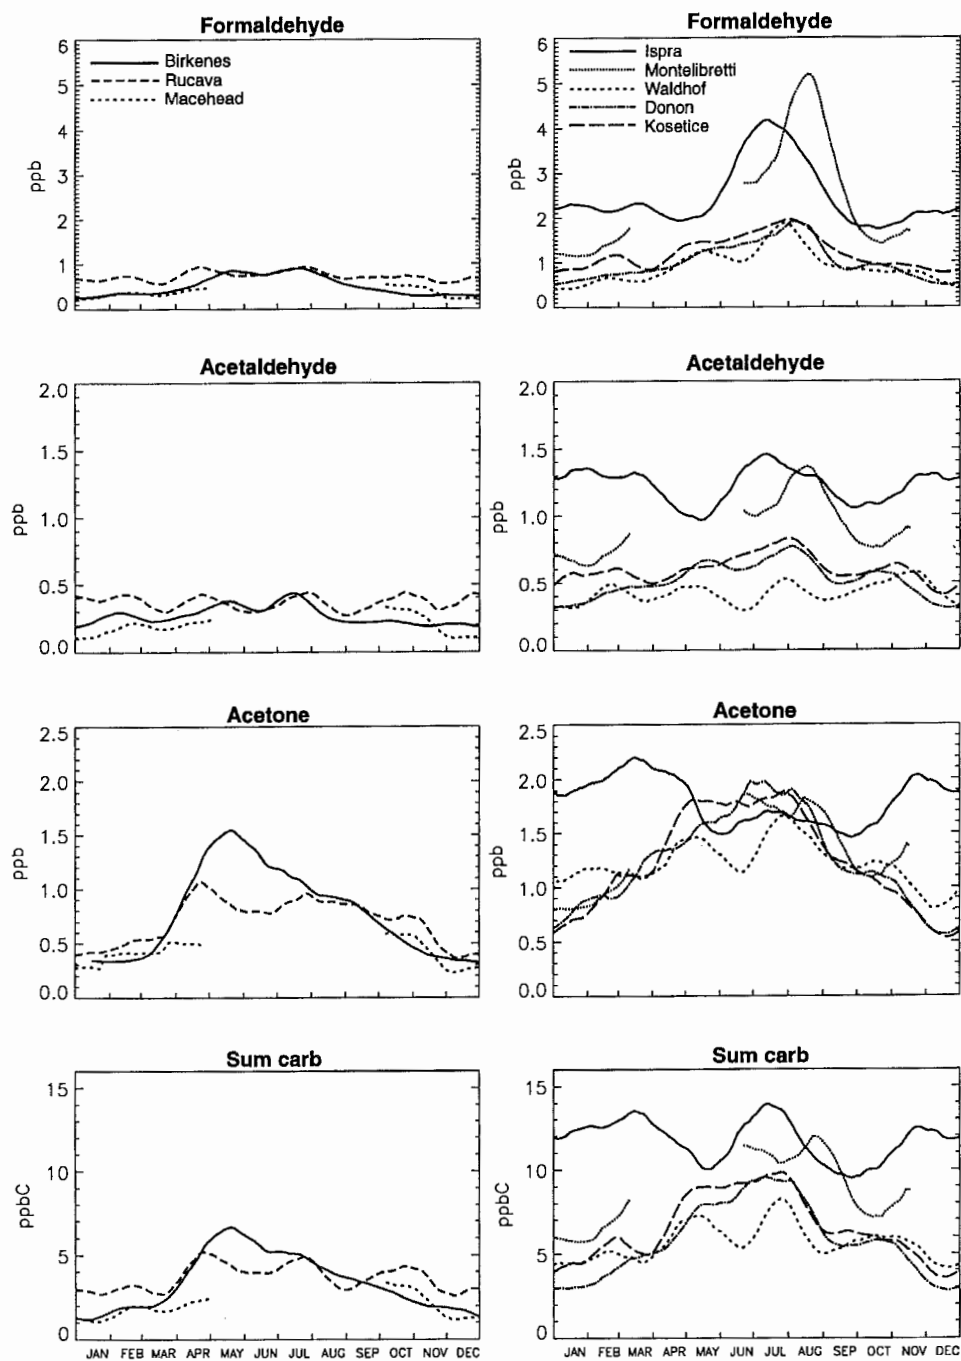 Formaldehyde
6
5
4
3
2
1
0
ppb
Birkenes
Rucava
Macehead
Formaldehyde
6
5
4
3
2
1
0
ppb
Ispra
Montelibretti
Waldhof
Donon
Kosetice
Acetaldehyde
2.0
1.5
1.0
0.5
0.0
ppb
Acetaldehyde
2.0
1.5
1.0
0.5
0.0
ppb
Acetone
2.5
2.0
1.5
1.0
0.5
0.0
ppb
Acetone
2.5
2.0
1.5
1.0
0.5
0.0
ppb
Sum carb
15
10
5
0
ppbC
JAN FEB MAR APR MAY JUN JUL AUG SEP OCT NOV DEC
Sum carb
15
10
5
0
ppbC
JAN FEB MAR APR MAY JUN JUL AUG SEP OCT NOV DEC